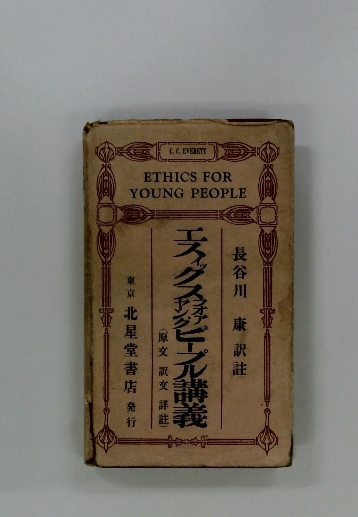 C. C. EVERETT
ETHICS FOR
YOUNG PEOPLE
長谷川 康 訳註
エスィックス フォア ヤング ピープル講義
(原文 訳文 詳註)
東京 北星堂書店 発行